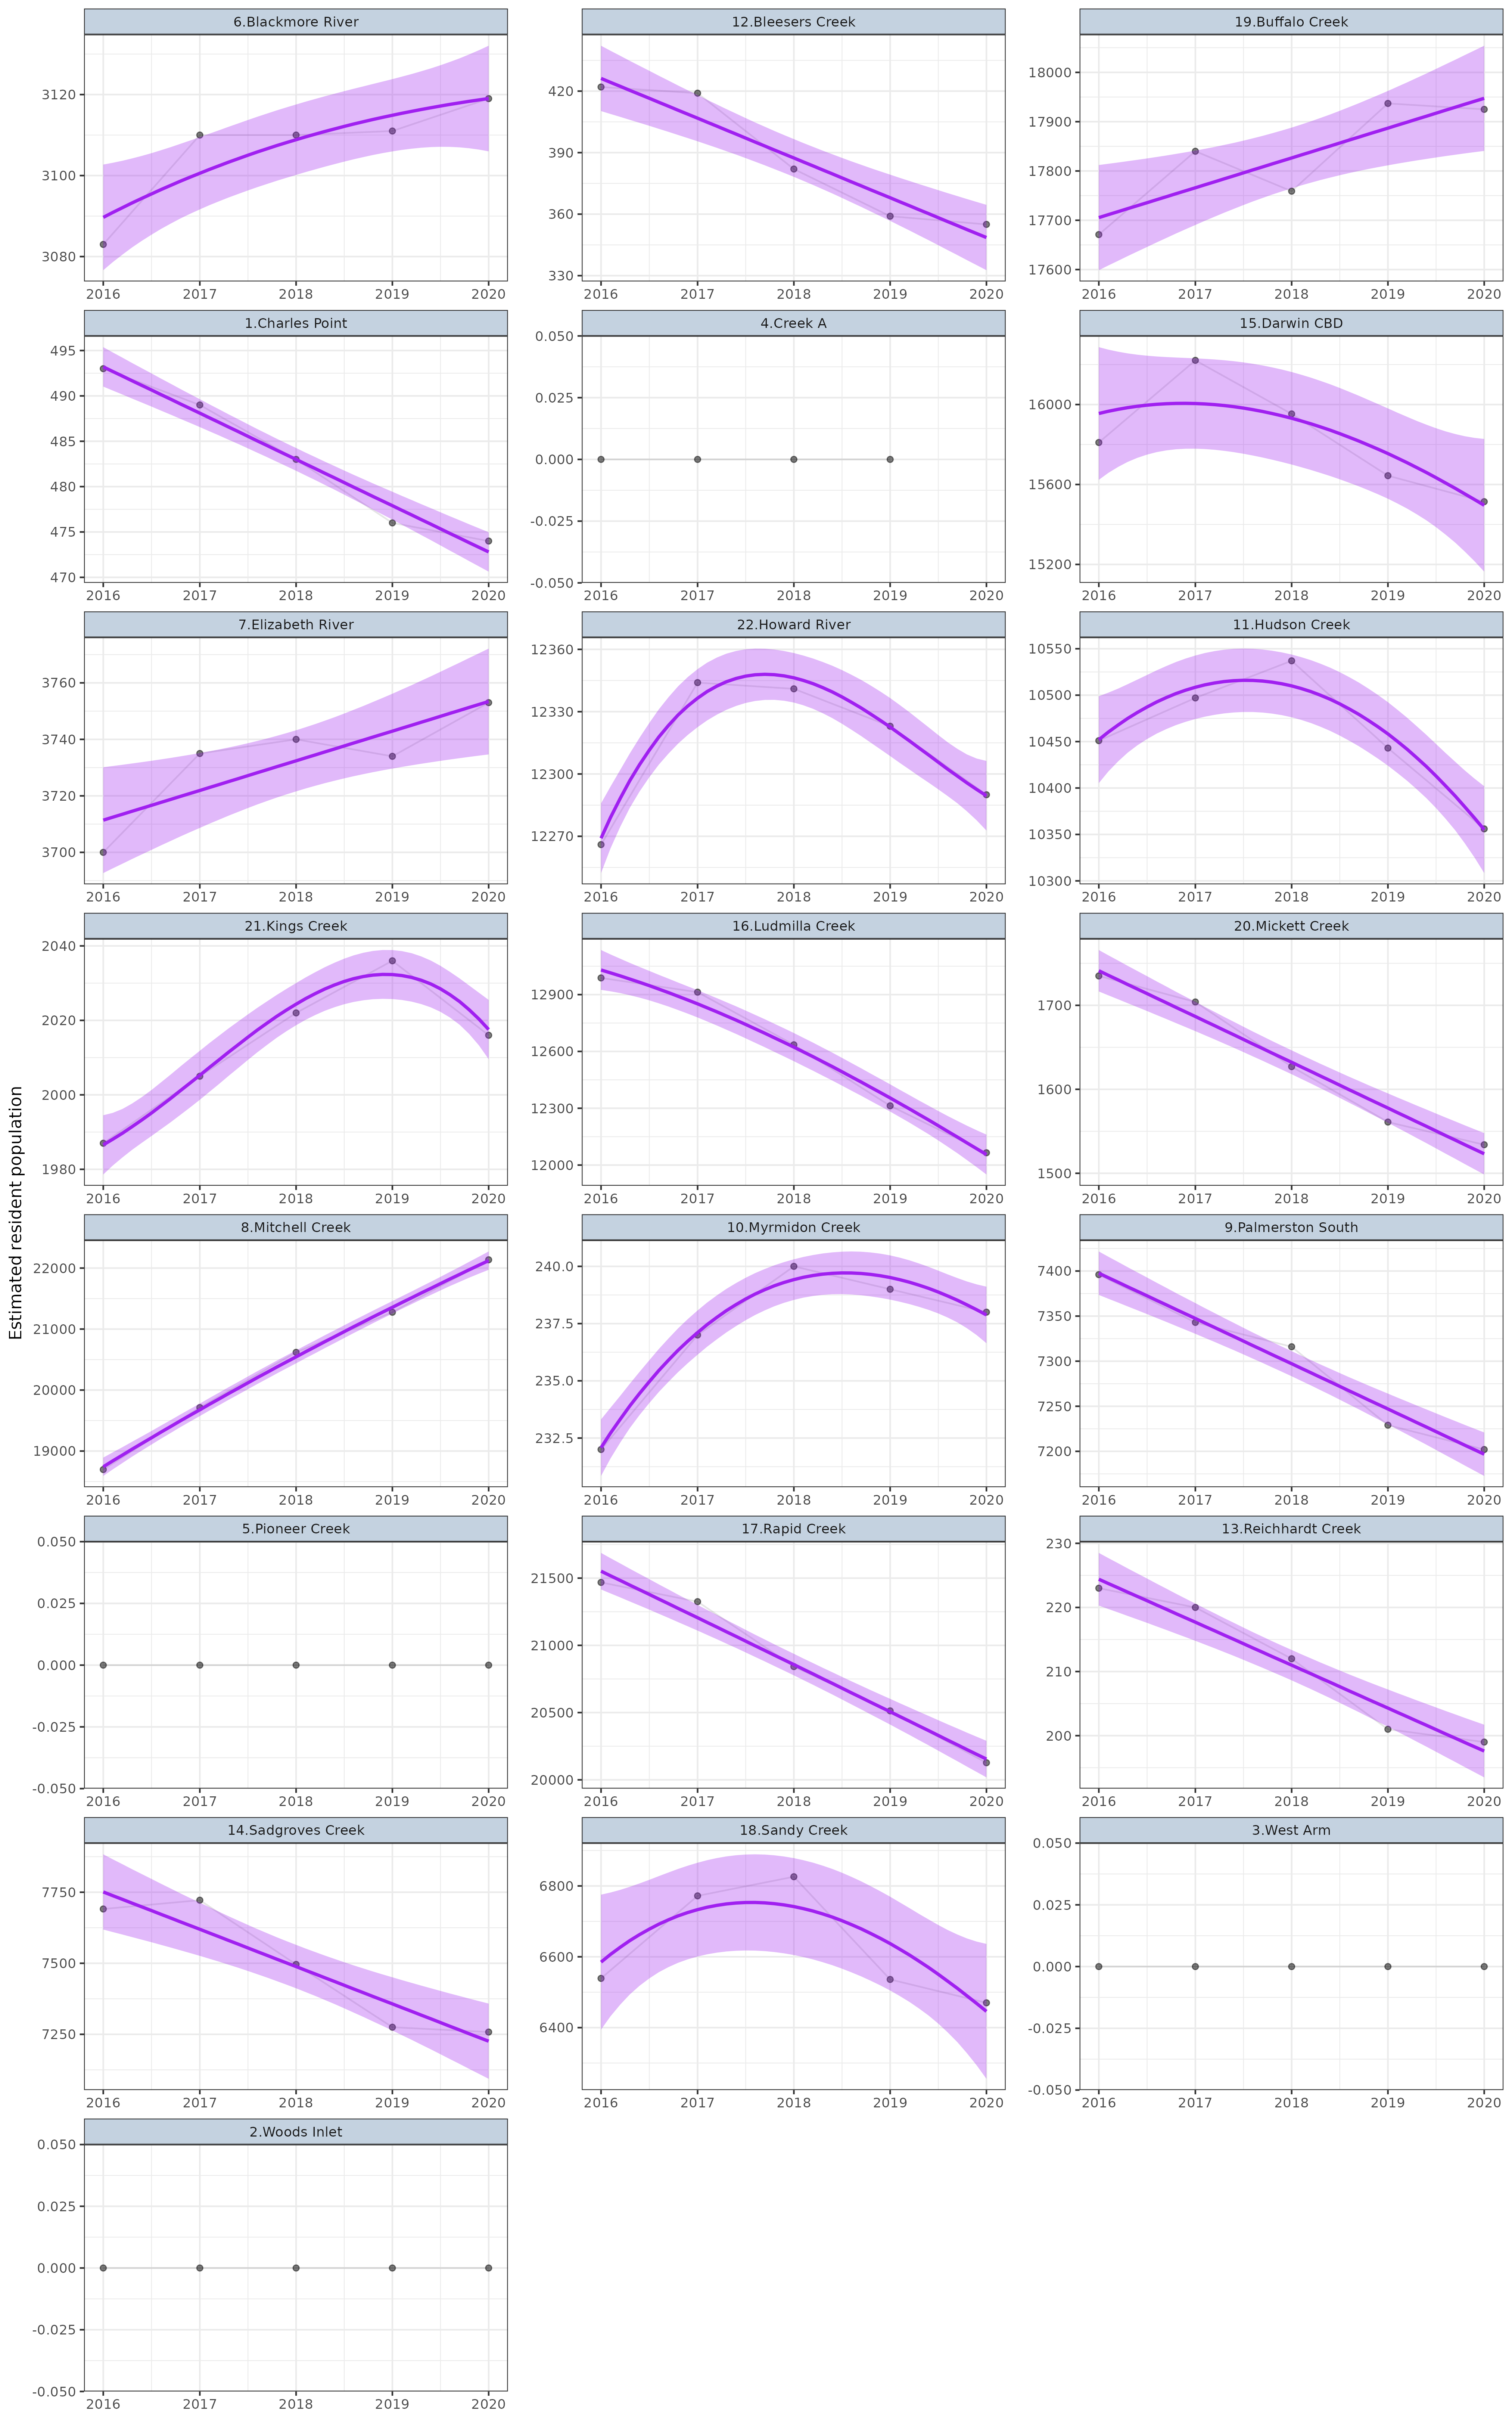 Estimated resident population
6.Blackmore River
3120
3100
3080
2016 2017 2018 2019 2020
12.Bleesers Creek
420
390
360
330
2016 2017 2018 2019 2020
19.Buffalo Creek
18000
17900
17800
17700
17600
2016 2017 2018 2019 2020
1.Charles Point
495
490
485
480
475
470
2016 2017 2018 2019 2020
4.Creek A
0.050
0.025
0.000
-0.025
-0.050
2016 2017 2018 2019
15.Darwin CBD
16000
15600
15200
2016 2017 2018 2019 2020
7.Elizabeth River
3760
3740
3720
3700
2016 2017 2018 2019 2020
22.Howard River
12360
12330
12300
12270
2016 2017 2018 2019 2020
11.Hudson Creek
10550
10500
10450
10400
10350
10300
2016 2017 2018 2019 2020
21.Kings Creek
2040
2020
2000
1980
2016 2017 2018 2019 2020
16.Ludmilla Creek
12900
12600
12300
12000
2016 2017 2018 2019 2020
20.Mickett Creek
1700
1600
1500
2016 2017 2018 2019 2020
8.Mitchell Creek
22000
21000
20000
19000
2016 2017 2018 2019 2020
10.Myrmidon Creek
240.0
237.5
235.0
232.5
2016 2017 2018 2019 2020
9.Palmerston South
7400
7350
7300
7250
7200
2016 2017 2018 2019 2020
5.Pioneer Creek
0.050
0.025
0.000
-0.025
-0.050
2016 2017 2018 2019 2020
17.Rapid Creek
21500
21000
20500
20000
2016 2017 2018 2019 2020
13.Reichhardt Creek
230
220
210
200
2016 2017 2018 2019 2020
14.Sadgroves Creek
7750
7500
7250
2016 2017 2018 2019 2020
18.Sandy Creek
6800
6600
6400
2016 2017 2018 2019 2020
3.West Arm
0.050
0.025
0.000
-0.025
-0.050
2016 2017 2018 2019 2020
2.Woods Inlet
0.050
0.025
0.000
-0.025
-0.050
2016 2017 2018 2019 2020